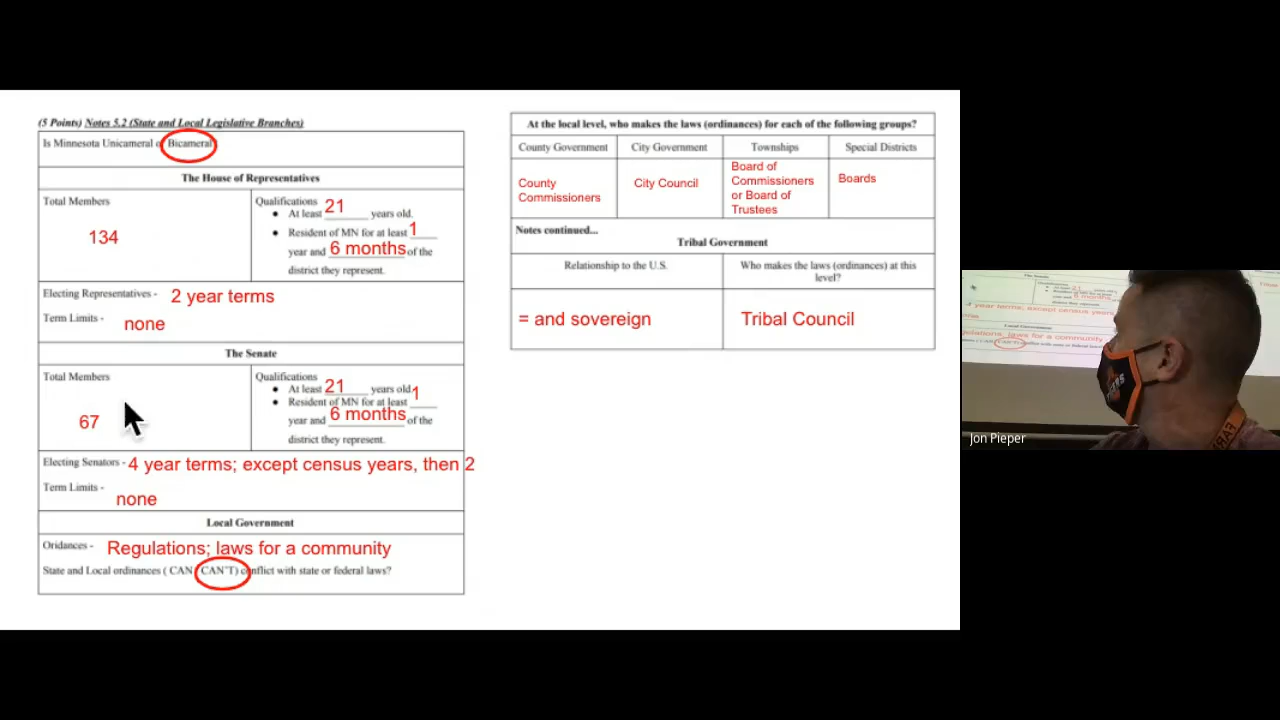 (5 Points) Notes 5.2 (State and Local Legislative Branches)
Is Minnesota Unicameral Bicameral
The House of Representatives
Total Members
134
Qualifications
At least 21 years old.
Resident of MN for at least 1
year and 6 months of the
district they represent.
Electing Representatives - 2 year terms
Term Limits - none
The Senate
Total Members
67
Qualifications
At least 21 years old.
Resident of MN for at least 1
year and 6 months of the
district they represent.
Electing Senators - 4 year terms; except census years, then 2
Term Limits -
none
Local Government
Oridances - Regulations; laws for a community
State and Local ordinances ( CAN CAN'T) conflict with state or federal laws?
At the local level, who makes the laws (ordinances) for each of the following groups?
County Government
City Government
Townships
Special Districts
County
Commissioners
City Council
Board of
Commissioners
or Board of
Trustees
Boards
Notes continued...
Tribal Government
Relationship to the U.S.
Who makes the laws (ordinances) at this
level?
= and sovereign
Tribal Council
Jon Pieper